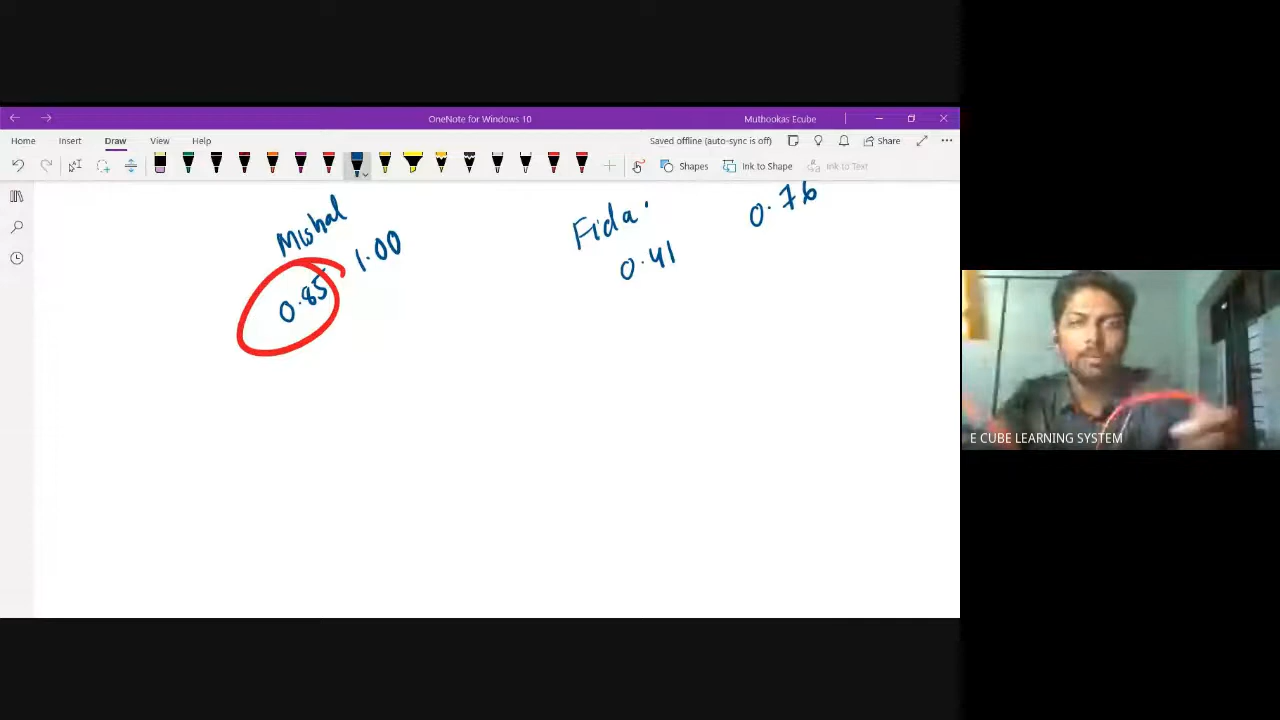 OneNote for Windows 10
Muthookas Ecube
Home Insert Draw View Help
Saved offline (auto-sync is off)
Share
Shapes
Ink to Shape
Ink to Text
Mishal
1.00
0.85
Fida
0.41
0.76
E CUBE LEARNING SYSTEM